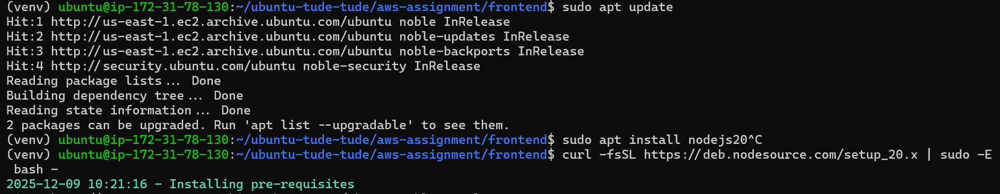 (venv) ubuntu@ip-172-31-78-130:~/ubuntu-tude-tude/aws-assignment/frontend$ sudo apt update
Hit:1 http://us-east-1.ec2.archive.ubuntu.com/ubuntu noble InRelease
Hit:2 http://us-east-1.ec2.archive.ubuntu.com/ubuntu noble-updates InRelease
Hit:3 http://us-east-1.ec2.archive.ubuntu.com/ubuntu noble-backports InRelease
Hit:4 http://security.ubuntu.com/ubuntu noble-security InRelease
Reading package lists... Done
Building dependency tree... Done
Reading state information... Done
2 packages can be upgraded. Run 'apt list --upgradable' to see them.
(venv) ubuntu@ip-172-31-78-130:~/ubuntu-tude-tude/aws-assignment/frontend$ sudo apt install nodejs20^C
(venv) ubuntu@ip-172-31-78-130:~/ubuntu-tude-tude/aws-assignment/frontend$ curl -fsSL https://deb.nodesource.com/setup_20.x | sudo -E
 bash -
2025-12-09 10:21:16 - Installing pre-requisites